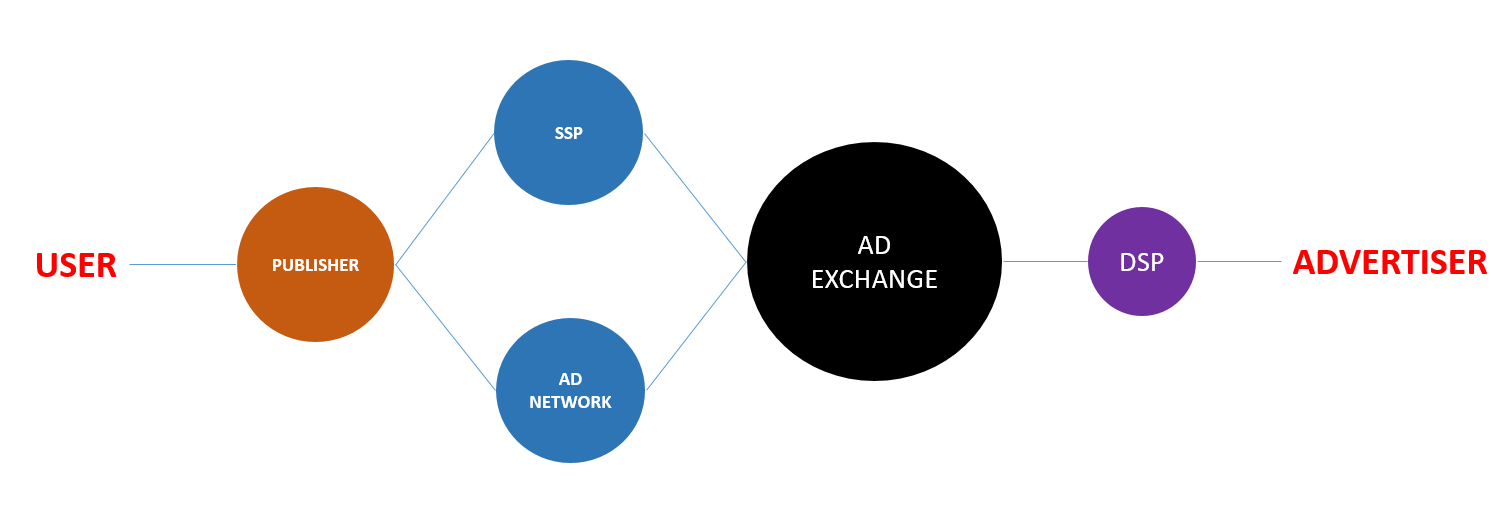 SSP
USER
PUBLISHER
AD
NETWORK
AD
EXCHANGE
DSP
ADVERTISER